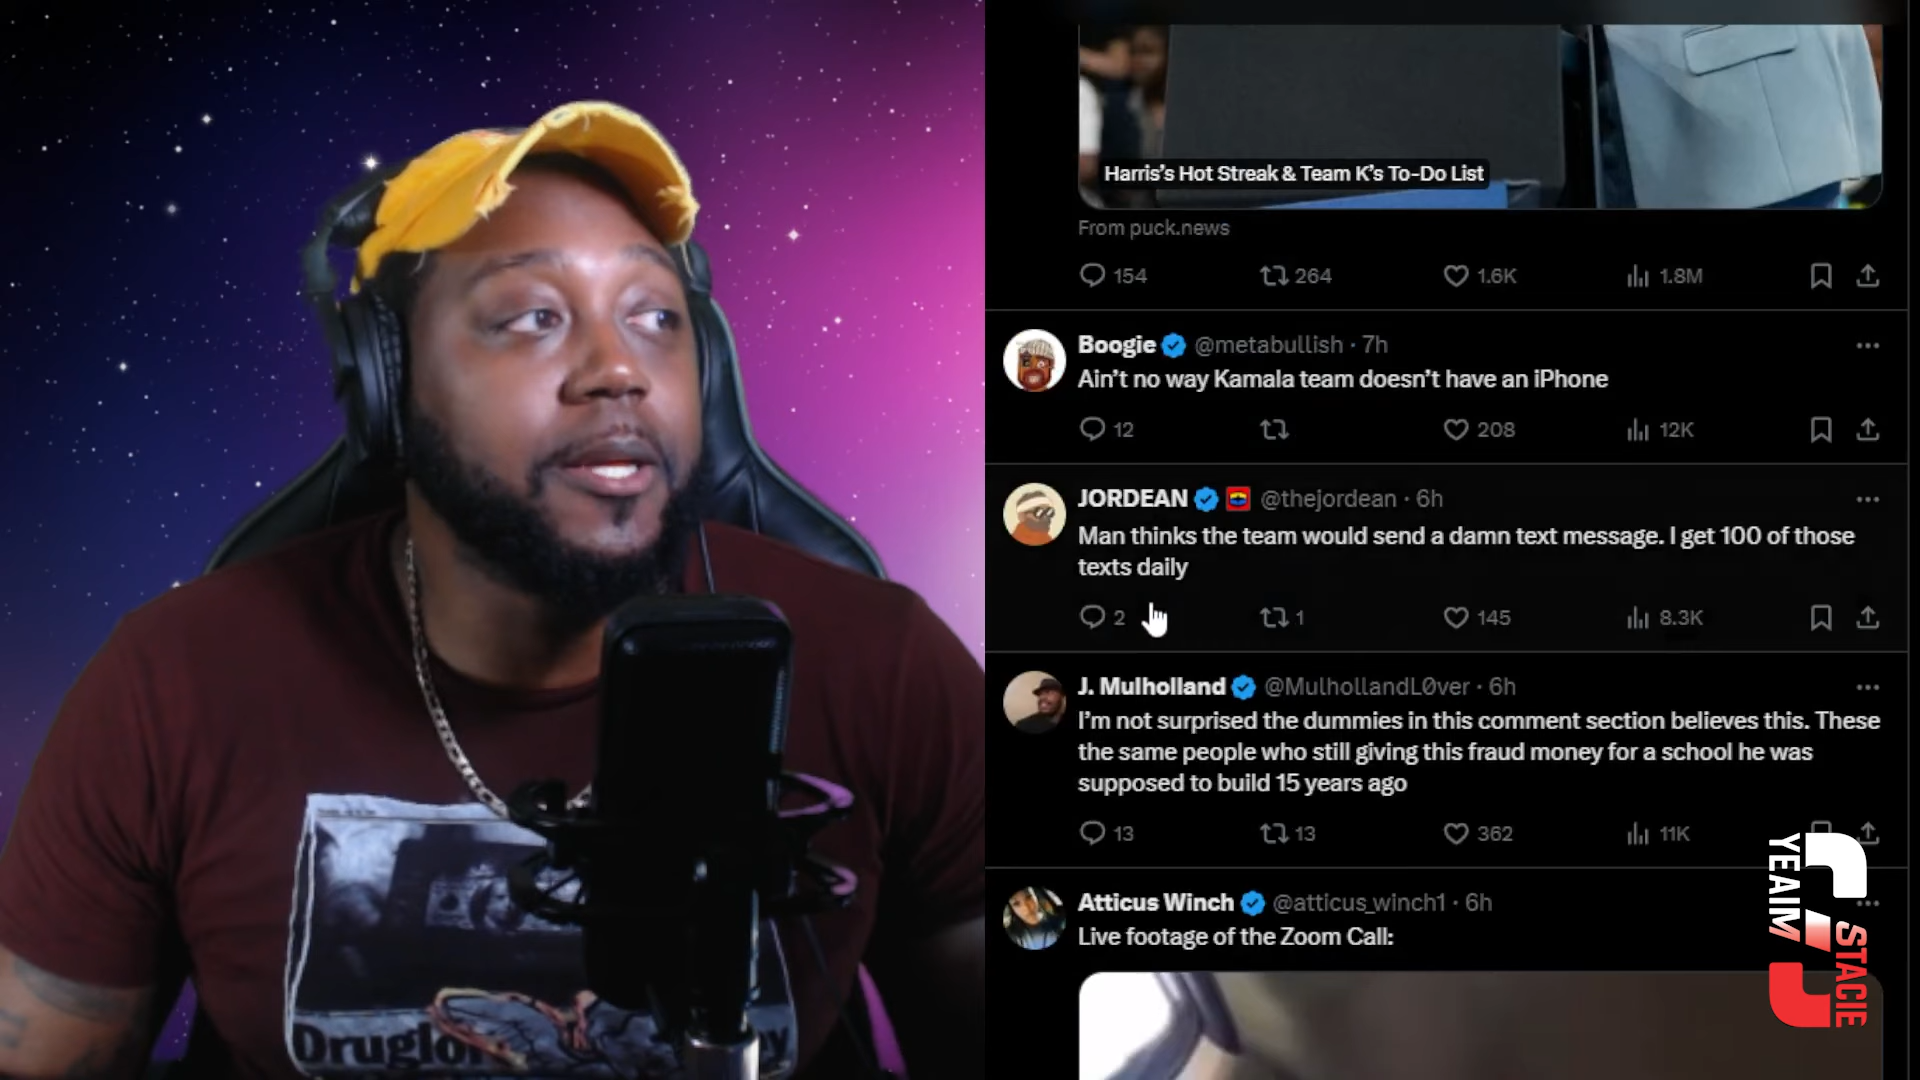 Harris's Hot Streak & Team K's To-Do List
From puck.news
154 264 1.6K 1.8M
Boogie @metabullish · 7h
Ain't no way Kamala team doesn't have an iPhone
12 208 12K
JORDEAN @thejordean · 6h
Man thinks the team would send a damn text message. I get 100 of those
texts daily
2 1 145 8.3K
J. Mulholland @MulhollandL0ver · 6h
I'm not surprised the dummies in this comment section believes this. These
the same people who still giving this fraud money for a school he was
supposed to build 15 years ago
13 13 362 11K
Atticus Winch @atticus_winch1 · 6h
Live footage of the Zoom Call:
YEAIM
STACIE